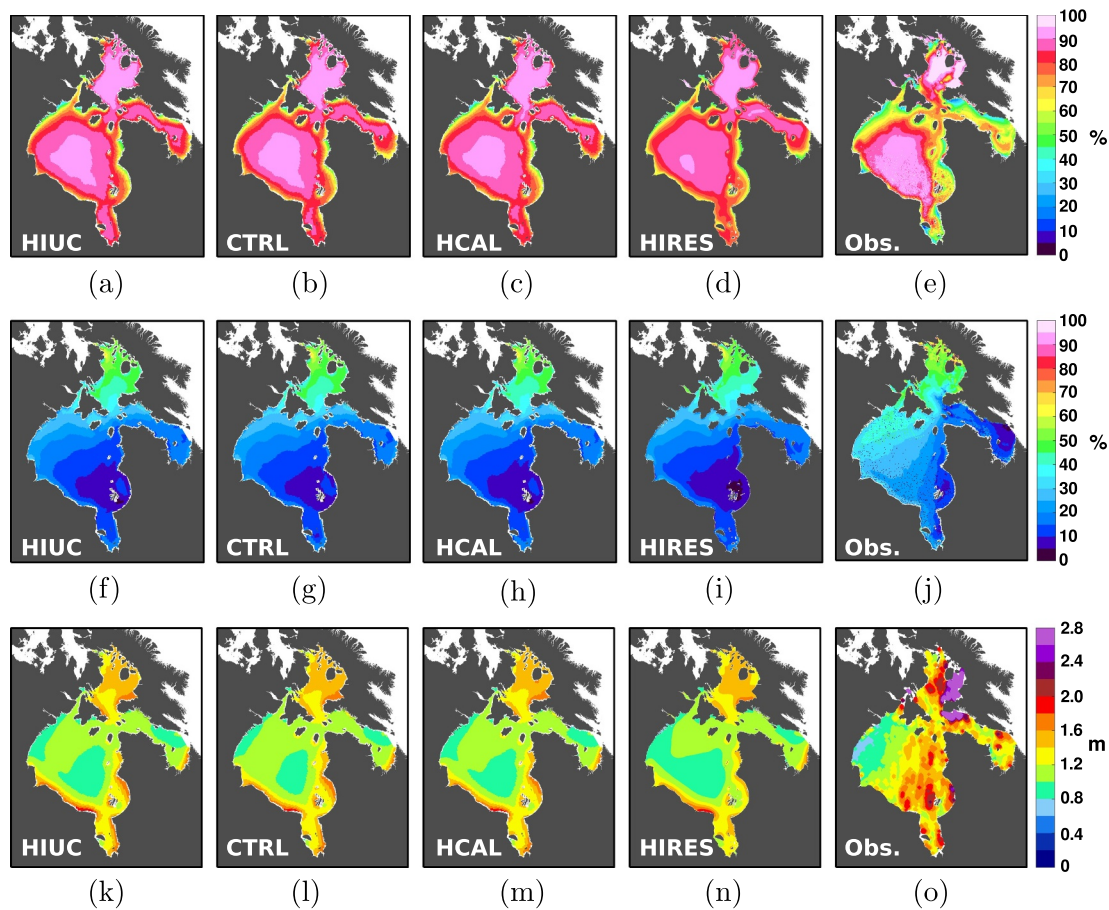 100
90
80
70
60
50
40
30
20
10
0
%
HIUC
CTRL
HCAL
HIRES
Obs.
(a)
(b)
(c)
(d)
(e)
100
90
80
70
60
50
40
30
20
10
0
%
HIUC
CTRL
HCAL
HIRES
Obs.
(f)
(g)
(h)
(i)
(j)
2.8
2.4
2.0
1.6
1.2
0.8
0.4
0
m
HIUC
CTRL
HCAL
HIRES
Obs.
(k)
(l)
(m)
(n)
(o)